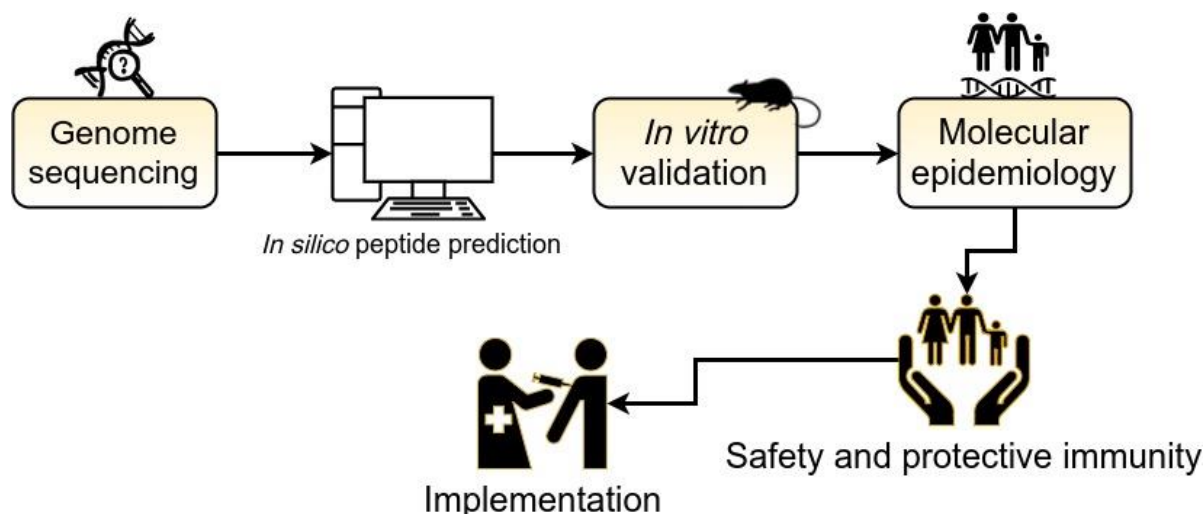 ?
Genome
sequencing
In silico peptide prediction
In vitro
validation
Molecular
epidemiology
Safety and protective immunity
Implementation